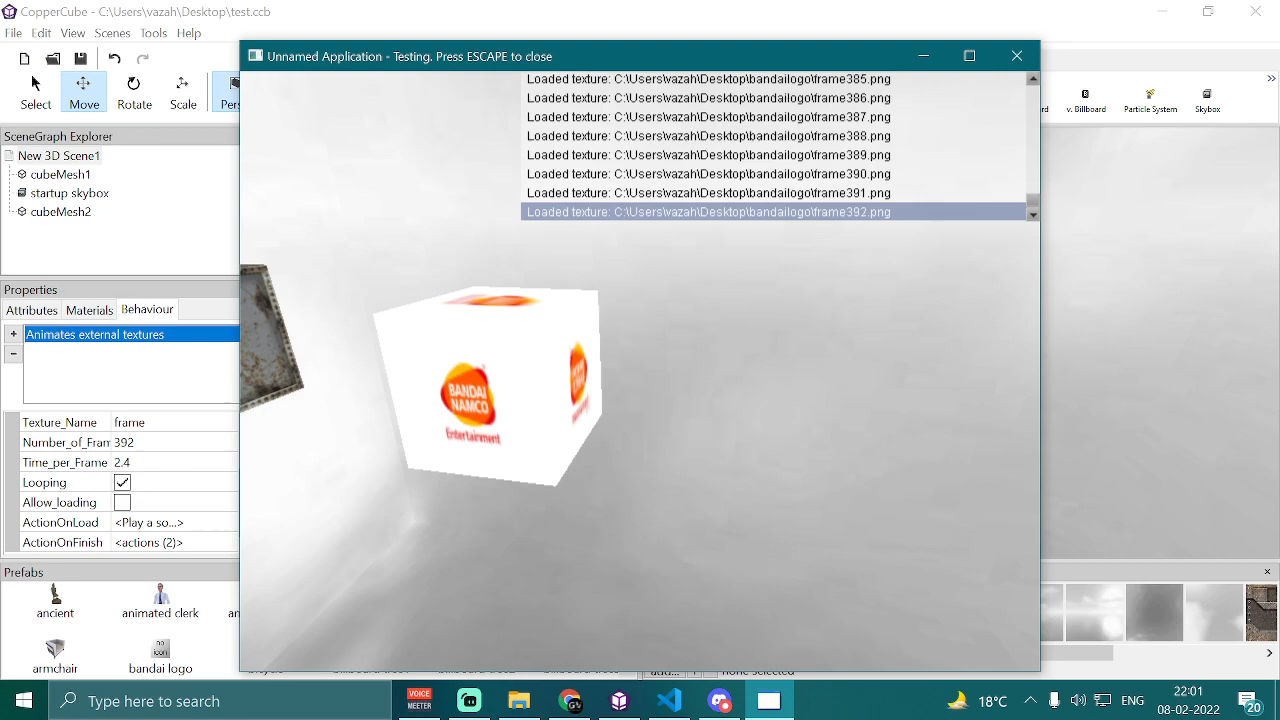 CopperCube - C:\Users\vazah\Desktop\test.ccb
File Edit View Scenes Tools Help
Unnamed Application - Testing. Press ESCAPE to close
Select Move Rotate Scale Pers
v. Billboard Particle System Skybox
SceneGraph Explorer
New 3D Scene1
cubeMesh1
startup skybox
cubeMesh2
Loaded texture: C:\Users\vazah\Desktop\bandailogo\frame385.png
Loaded texture: C:\Users\vazah\Desktop\bandailogo\frame386.png
Loaded texture: C:\Users\vazah\Desktop\bandailogo\frame387.png
Loaded texture: C:\Users\vazah\Desktop\bandailogo\frame388.png
Loaded texture: C:\Users\vazah\Desktop\bandailogo\frame389.png
Loaded texture: C:\Users\vazah\Desktop\bandailogo\frame390.png
Loaded texture: C:\Users\vazah\Desktop\bandailogo\frame391.png
Loaded texture: C:\Users\vazah\Desktop\bandailogo\frame392.png
Properties
Attributes Materials Behaviour
Animates external textures
BANDAI
NAMCO
Entertainment
Texture_Name frame
Number_of_Fram 392
Time_per_Frame 2.4
Looping
Allow_loading
ActionOnLoad <Play a so...>
ActionOnFinish <actions (2)>
Prefabs
ancient animated clerk an
no icon
armchair bandai logo
VOICE
MEETER
Type here to search
18°C
ENG
22:01
08-02-2022
20